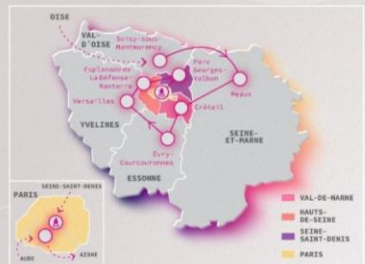 OISE
VAL-
D'OISE
Soisy-sous-
Montmorency
Parc
Georges-
Valbon
Esplanade de
La Défense-
Nanterre
Meaux
Versailles
Créteil
YVELINES
SEINE-
ET-MARNE
Évry-
Courcouronnes
ESSONNE
SEINE-SAINT-DENIS
PARIS
AUBE
AISNE
VAL-DE-MARNE
HAUTS-
DE-SEINE
SEINE-
SAINT-DENIS
PARIS